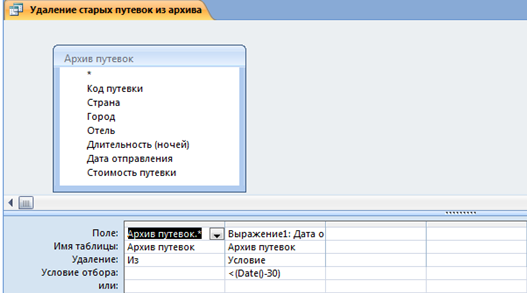 Удаление старых путевок из архива
Архив путевок
*
Код путевки
Страна
Город
Отель
Длительность (ночей)
Дата отправления
Стоимость путевки
Поле: Архив путевок.* Выражение1: Дата о
Имя таблицы: Архив путевок Архив путевок
Удаление: Из Условие
Условие отбора: <(Date()-30)
или: